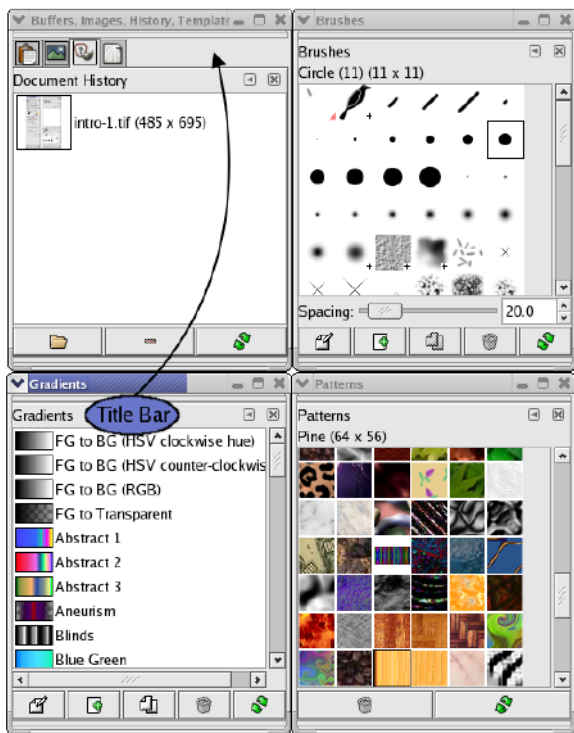 Buffers, Images, History, Templat
Document History
intro-1.tif (485 x 695)
Brushes
Brushes
Circle (11) (11 x 11)
Spacing:
20.0
Gradients
Gradients
Title Bar
FG to BG (HSV clockwise hue)
FG to BG (HSV counter-clockwis
FG to BG (RGB)
FG to Transparent
Abstract 1
Abstract 2
Abstract 3
Aneurism
Blinds
Blue Green
Patterns
Patterns
Pine (64 x 56)